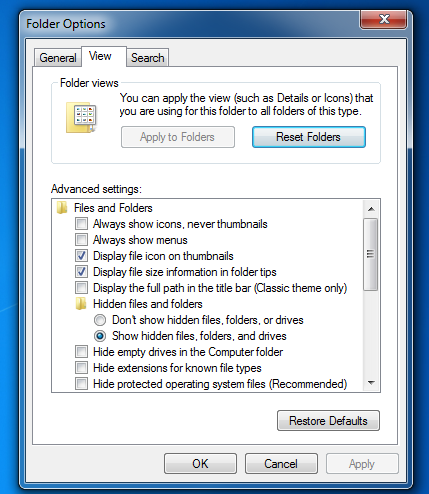 Folder Options
General
View
Search
Folder views
You can apply the view (such as Details or Icons) that
you are using for this folder to all folders of this type.
Apply to Folders
Reset Folders
Advanced settings:
Files and Folders
Always show icons, never thumbnails
Always show menus
Display file icon on thumbnails
Display file size information in folder tips
Display the full path in the title bar (Classic theme only)
Hidden files and folders
Don't show hidden files, folders, or drives
Show hidden files, folders, and drives
Hide empty drives in the Computer folder
Hide extensions for known file types
Hide protected operating system files (Recommended)
Restore Defaults
OK
Cancel
Apply